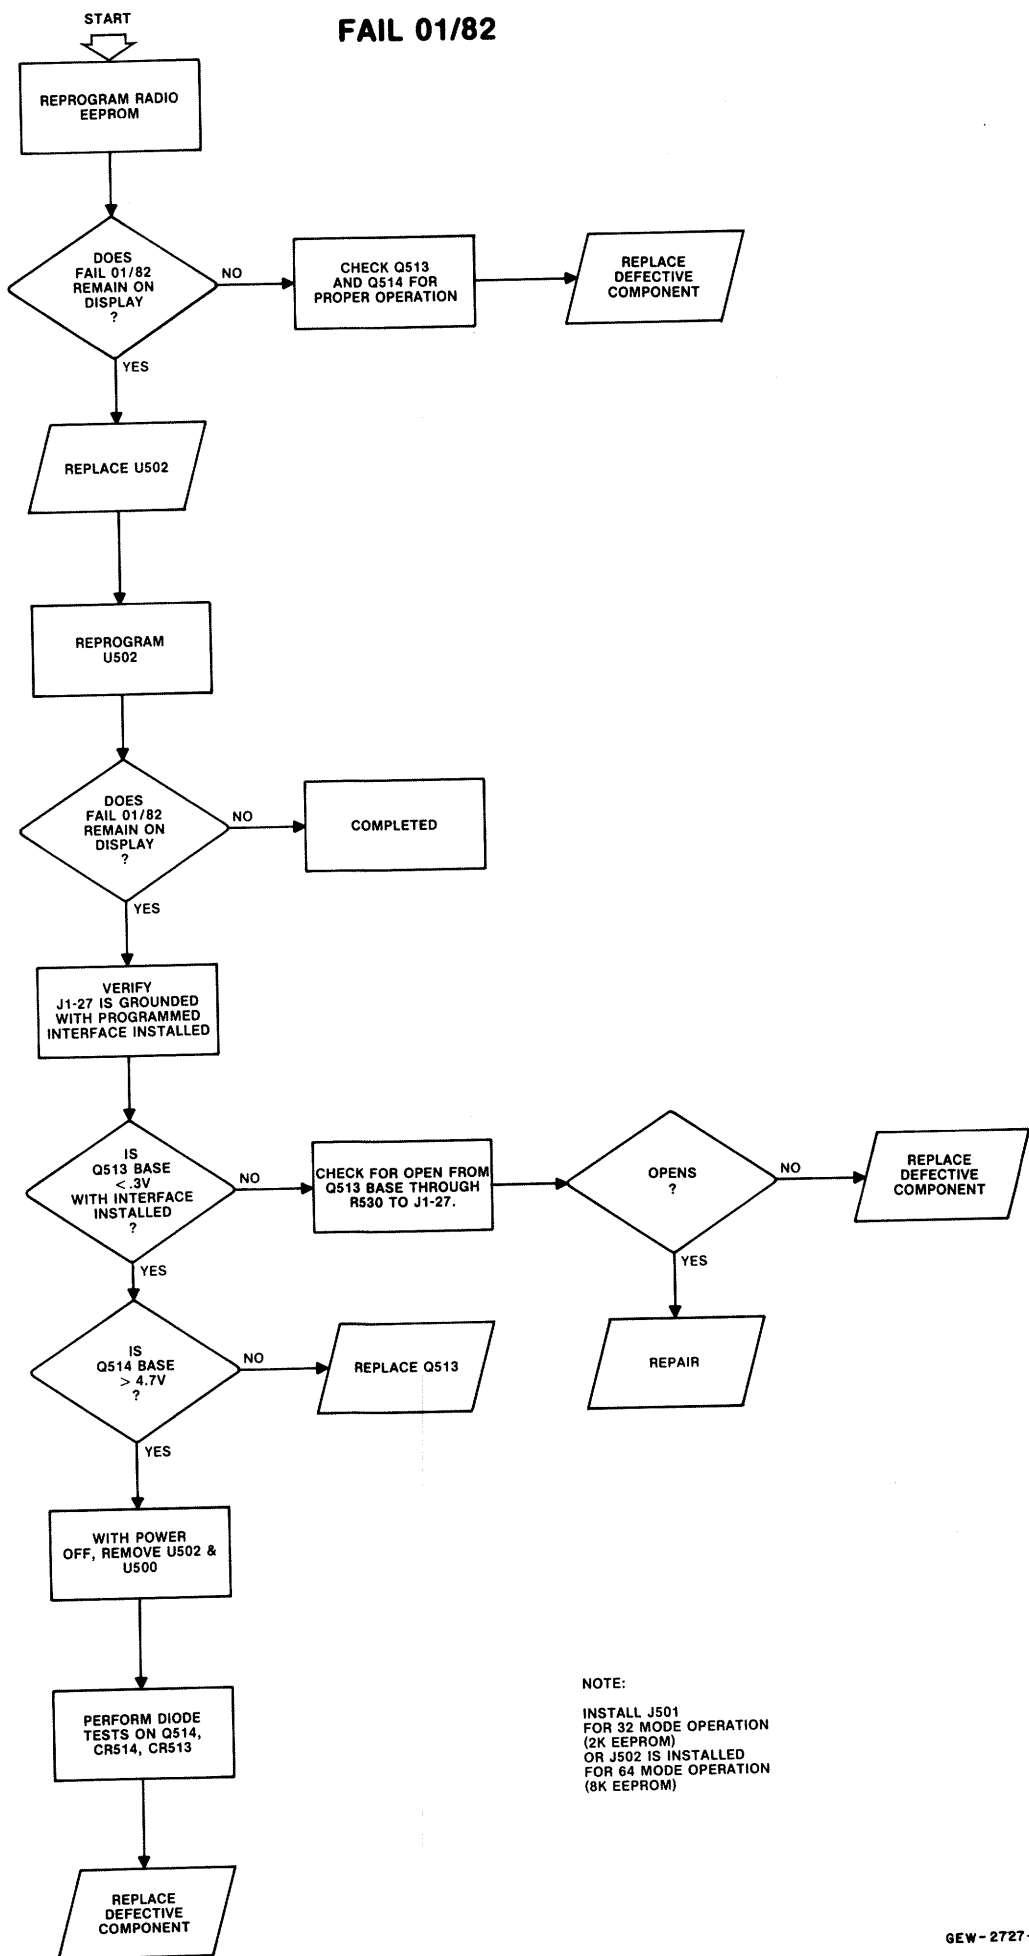 FAIL 01/82
START
REPROGRAM RADIO
EEPROM
DOES
FAIL 01/82
REMAIN ON
DISPLAY
?
NO
CHECK Q513
AND Q514 FOR
PROPER OPERATION
REPLACE
DEFECTIVE
COMPONENT
YES
REPLACE U502
REPROGRAM
U502
DOES
FAIL 01/82
REMAIN ON
DISPLAY
?
NO
COMPLETED
YES
VERIFY
J1-27 IS GROUNDED
WITH PROGRAMMED
INTERFACE INSTALLED
IS
Q513 BASE
<.3V
WITH INTERFACE
INSTALLED
?
NO
CHECK FOR OPEN FROM
Q513 BASE THROUGH
R530 TO J1-27.
OPENS
?
NO
REPLACE
DEFECTIVE
COMPONENT
YES
REPAIR
YES
IS
Q514 BASE
> 4.7V
?
NO
REPLACE Q513
YES
WITH POWER
OFF, REMOVE U502 &
U500
PERFORM DIODE
TESTS ON Q514,
CR514, CR513
REPLACE
DEFECTIVE
COMPONENT
NOTE:
INSTALL J501
FOR 32 MODE OPERATION
(2K EEPROM)
OR J502 IS INSTALLED
FOR 64 MODE OPERATION
(8K EEPROM)
GEW-2727-